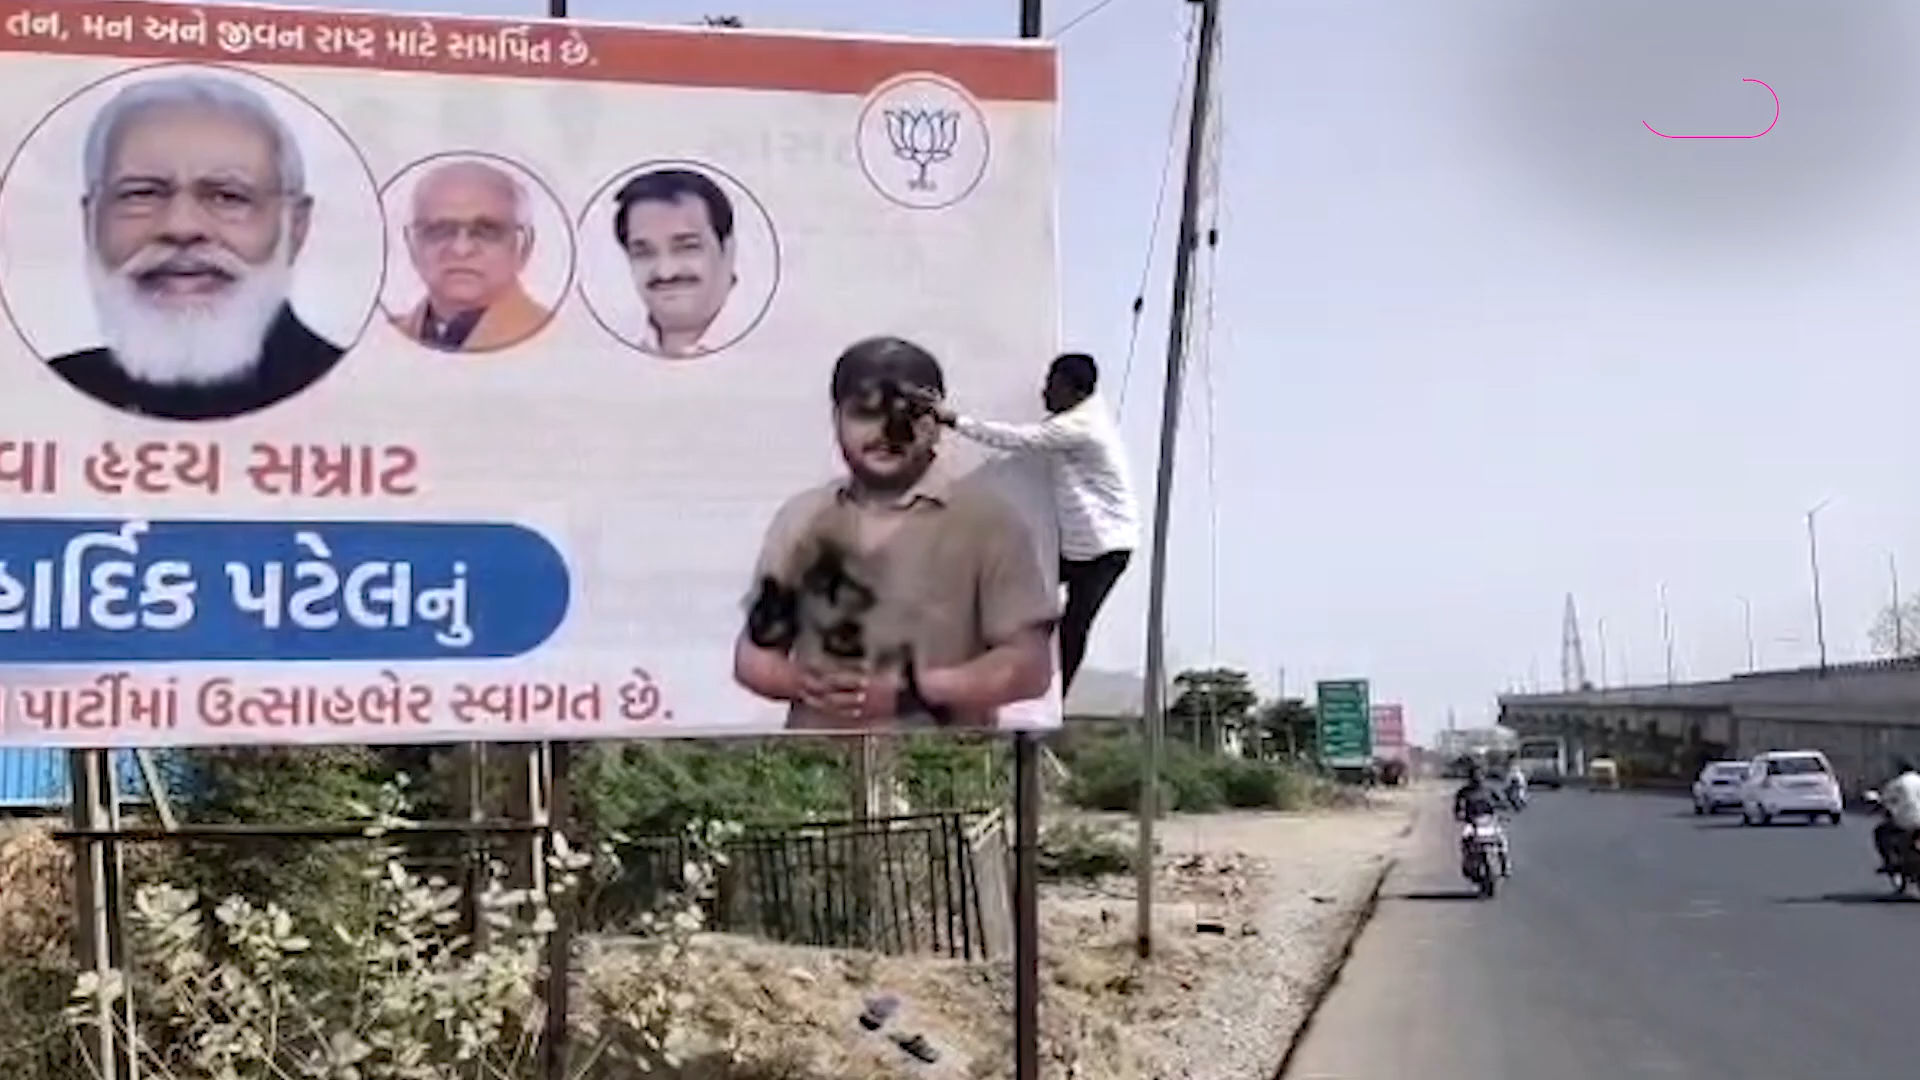 તન, મન અને જીવન રાષ્ટ્ર માટે સમર્પિત છે.
વા હૃદય સમ્રાટ
હાર્દિક પટેલનું
પાર્ટીમાં ઉત્સાહભેર સ્વાગત છે.